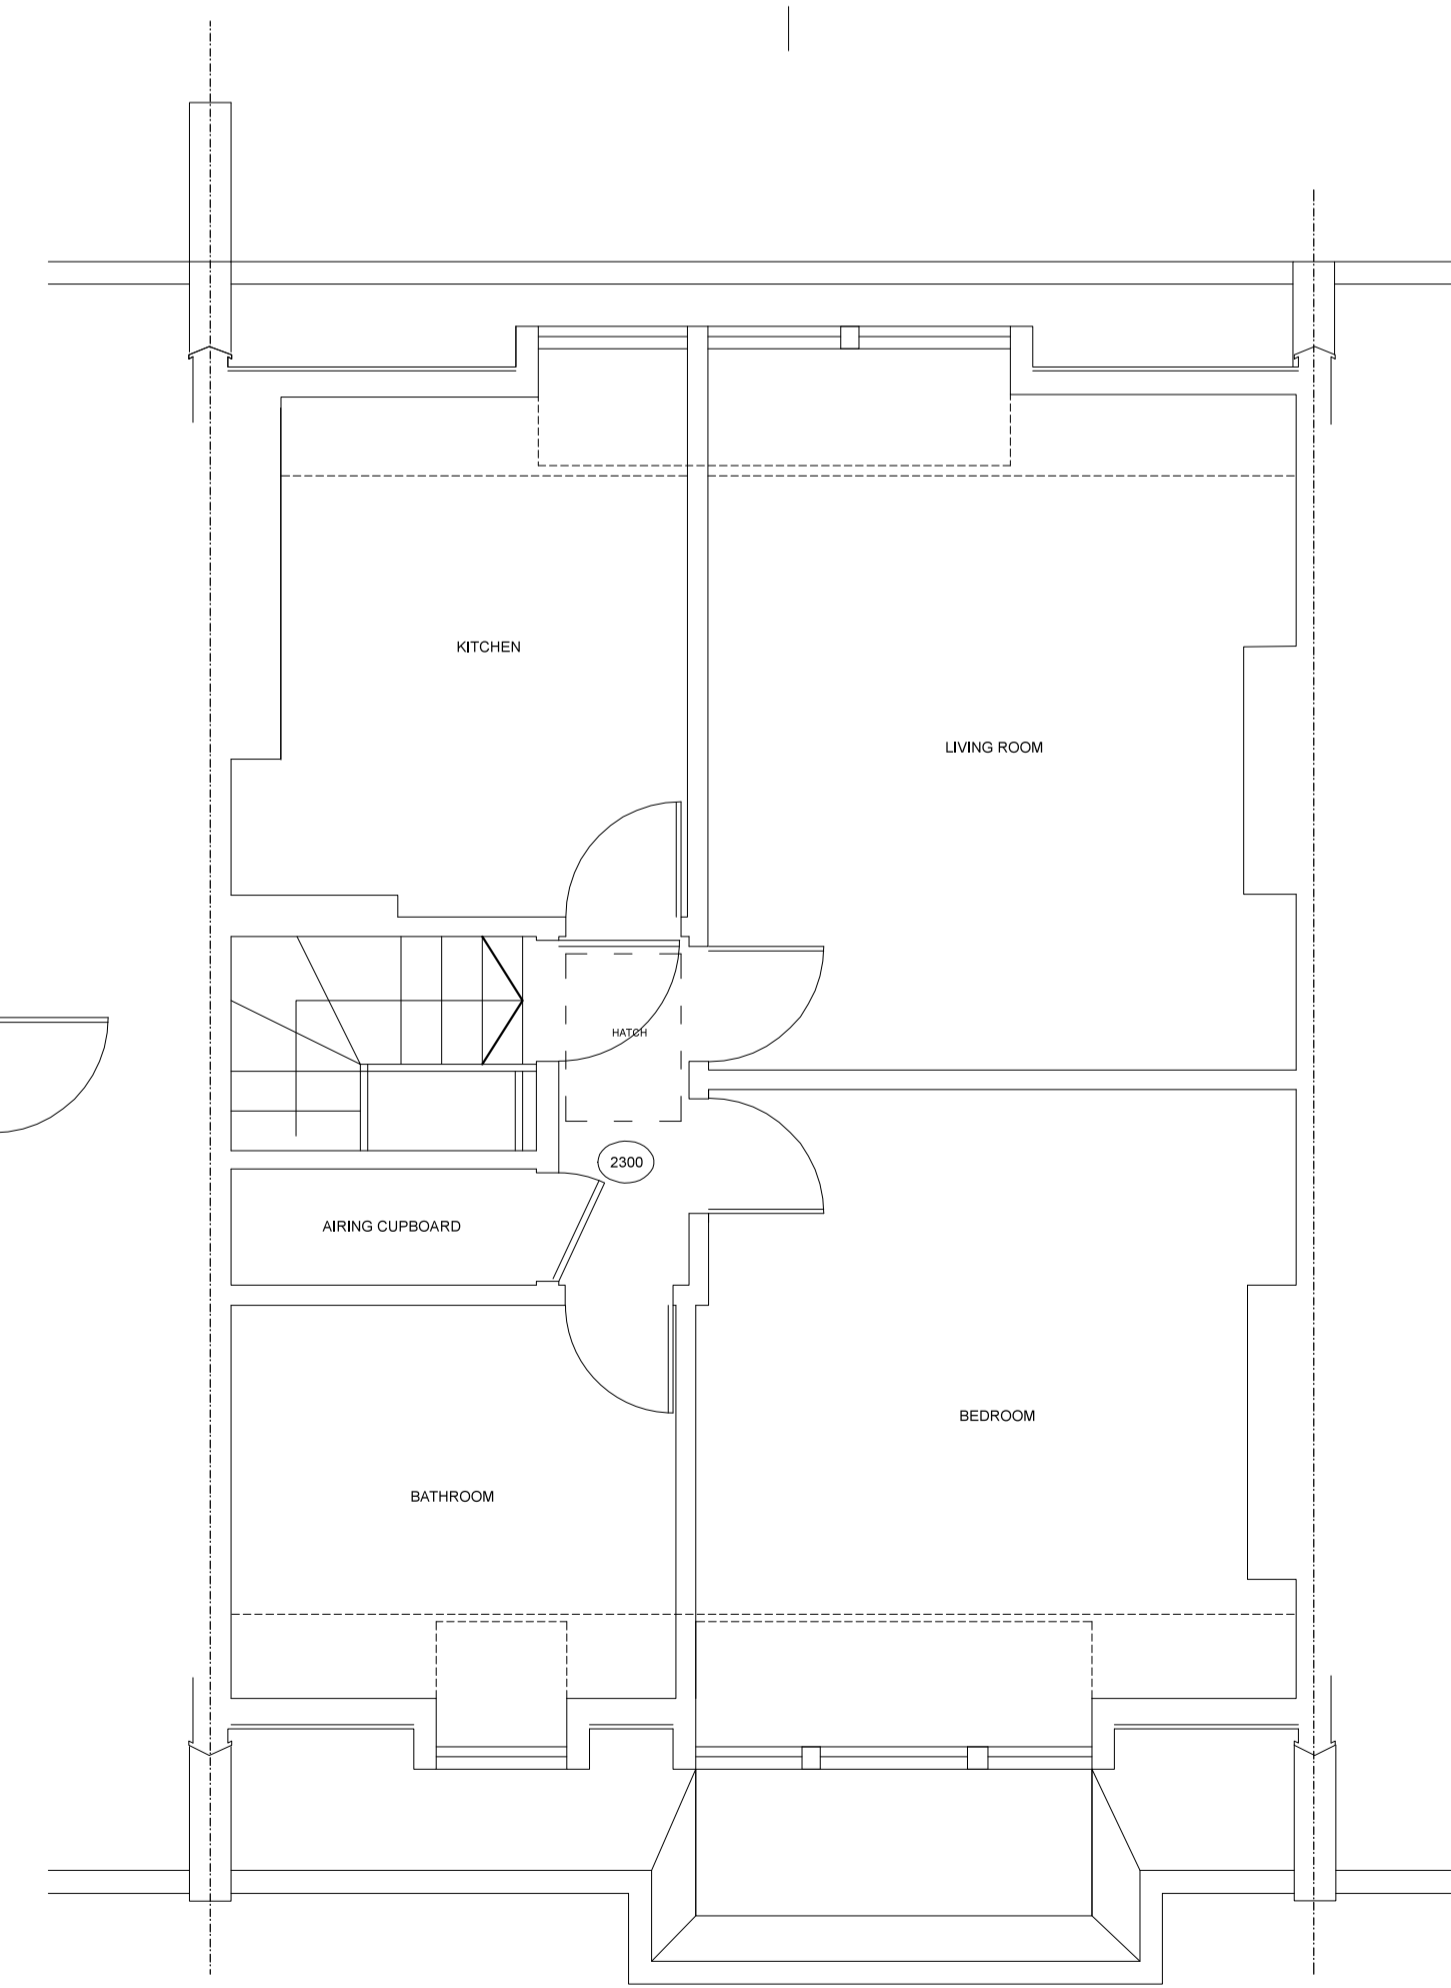 KITCHEN
LIVING ROOM
HATCH
2300
AIRING CUPBOARD
BEDROOM
BATHROOM